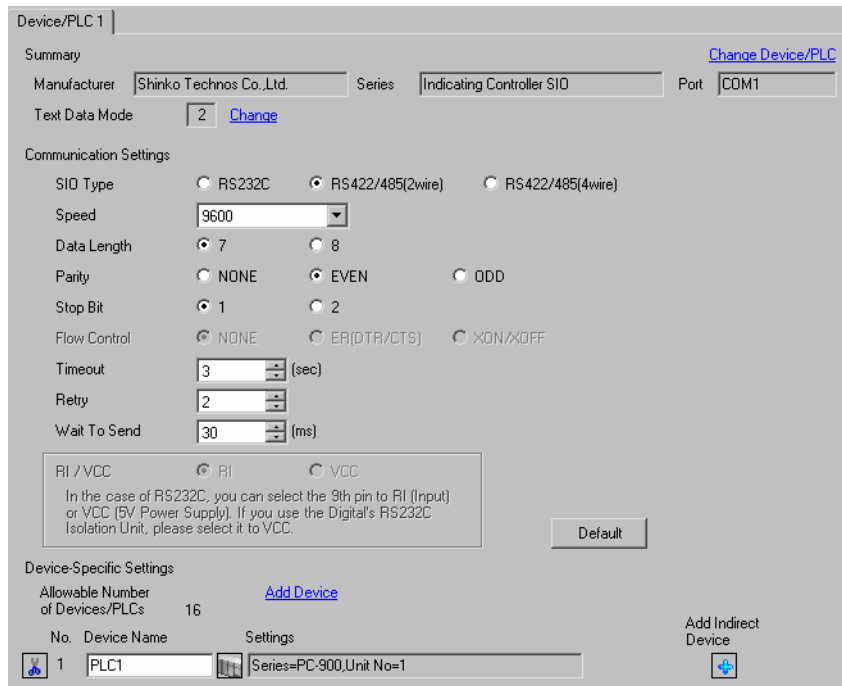 Device/PLC 1
Summary
Change Device/PLC
Manufacturer Shinko Technos Co.,Ltd. Series Indicating Controller SIO Port COM1
Text Data Mode 2 Change
Communication Settings
SIO Type RS232C RS422/485(2wire) RS422/485(4wire)
Speed 9600
Data Length 7 8
Parity NONE EVEN ODD
Stop Bit 1 2
Flow Control NONE ER(DTR/CTS) XON/XOFF
Timeout 3 (sec)
Retry 2
Wait To Send 30 (ms)
RI / VCC RI VCC
In the case of RS232C, you can select the 9th pin to RI (Input)
or VCC (5V Power Supply). If you use the Digital's RS232C
Isolation Unit, please select it to VCC.
Default
Device-Specific Settings
Allowable Number Add Device
of Devices/PLCs 16
Add Indirect
Device
No. Device Name Settings
1 PLC1 Series=PC-900,Unit No=1